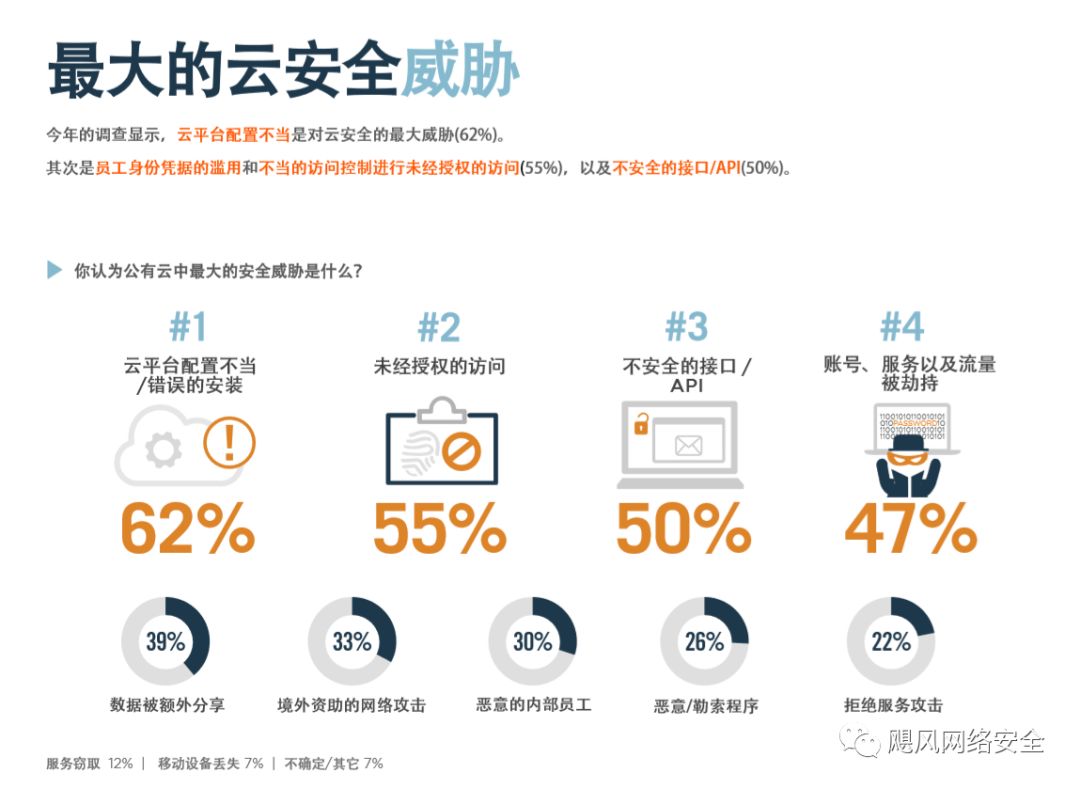 最大的云安全威胁
今年的调查显示，云平台配置不当是对云安全的最大威胁(62%)。
其次是员工身份凭据的滥用和不当的访问控制进行未经授权的访问(55%)，以及不安全的接口/API(50%)。
你认为公有云中最大的安全威胁是什么?
#1
云平台配置不当
/错误的安装
62%
#2
未经授权的访问
55%
#3
不安全的接口 /
API
50%
#4
账号、服务以及流量
被劫持
11001010110010101
010PASSWORD10
11001010110010101
47%
39%
数据被额外分享
33%
境外资助的网络攻击
30%
恶意的内部员工
26%
恶意/勒索程序
22%
拒绝服务攻击
服务窃取 12% | 移动设备丢失 7% | 不确定/其它 7%
飓风网络安全